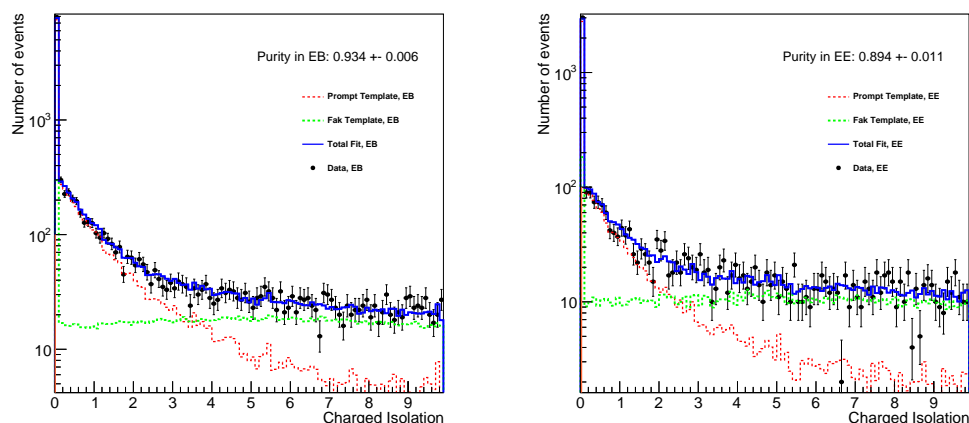 Number of events
10³
10²
10
Purity in EB: 0.934 +- 0.006
Prompt Template, EB
Fak Template, EB
Total Fit, EB
Data, EB
0 1 2 3 4 5 6 7 8 9
Charged Isolation
Number of events
10³
10²
10
Purity in EE: 0.894 +- 0.011
Prompt Template, EE
Fak Template, EE
Total Fit, EE
Data, EE
0 1 2 3 4 5 6 7 8 9
Charged Isolation